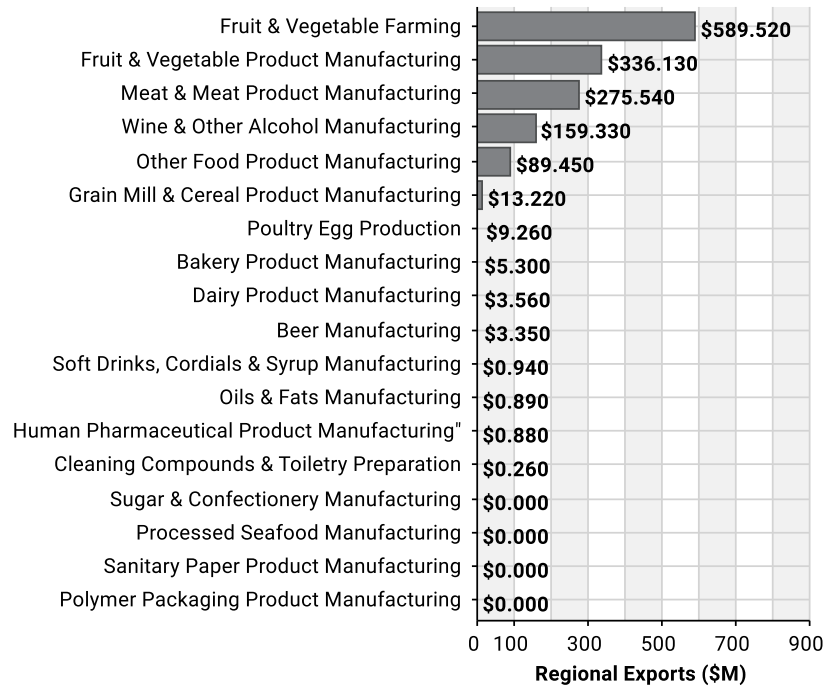 Fruit & Vegetable Farming $589.520
Fruit & Vegetable Product Manufacturing $336.130
Meat & Meat Product Manufacturing $275.540
Wine & Other Alcohol Manufacturing $159.330
Other Food Product Manufacturing $89.450
Grain Mill & Cereal Product Manufacturing $13.220
Poultry Egg Production $9.260
Bakery Product Manufacturing $5.300
Dairy Product Manufacturing $3.560
Beer Manufacturing $3.350
Soft Drinks, Cordials & Syrup Manufacturing $0.940
Oils & Fats Manufacturing $0.890
Human Pharmaceutical Product Manufacturing" $0.880
Cleaning Compounds & Toiletry Preparation $0.260
Sugar & Confectionery Manufacturing $0.000
Processed Seafood Manufacturing $0.000
Sanitary Paper Product Manufacturing $0.000
Polymer Packaging Product Manufacturing $0.000
0 100 300 500 700 900
Regional Exports ($M)